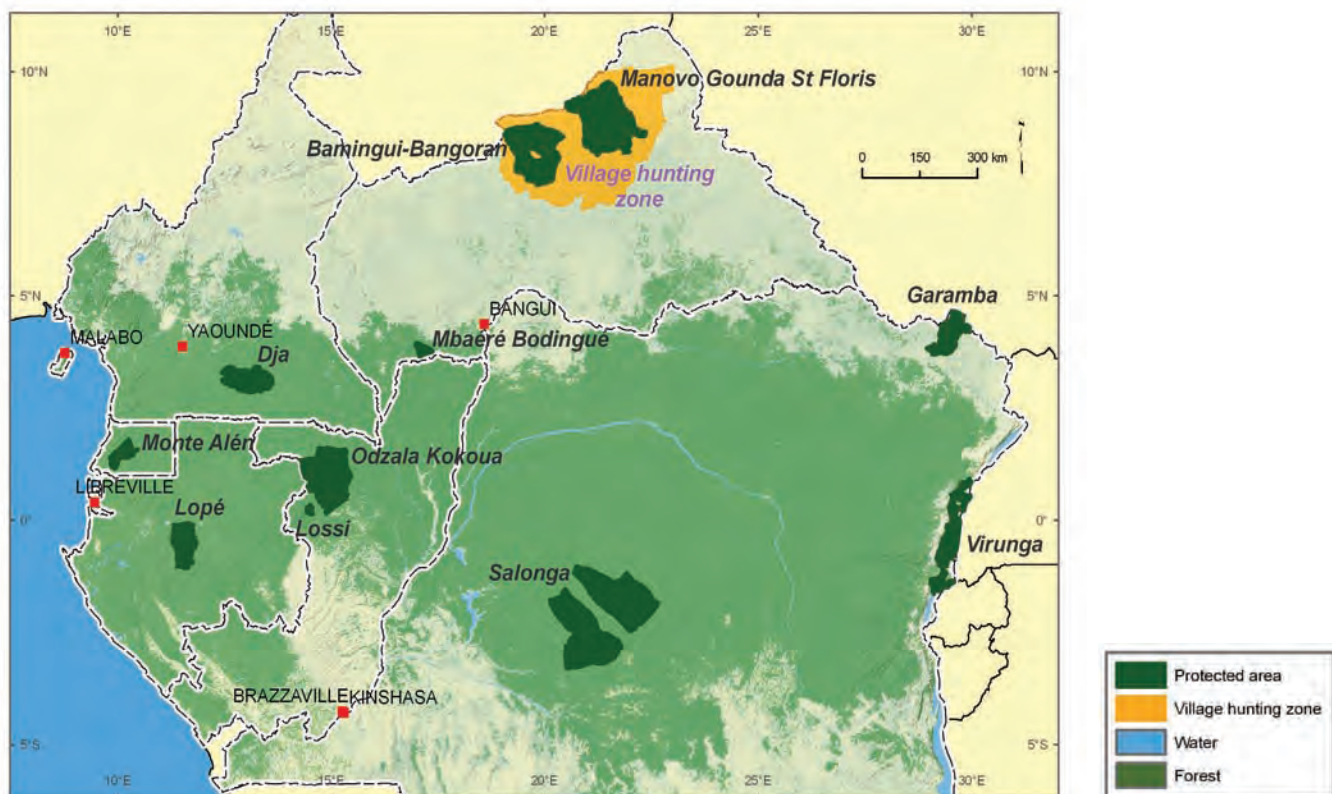 10°E
15°E
20°E
25°E
30°E
10°N
10°N
Manovo Gounda St Floris
Bamingui-Bangoran
0 150 300 km
Village hunting
zone
5°N
5°N
Garamba
BANGUI
MALABO
YAOUNDÉ
Mbaéré Bodingué
Dja
Monte Alén
Odzala Kokoua
LIBREVILLE
Lopé
Lossi
0°
0°
Virunga
Salonga
BRAZZAVILLE
KINSHASA
5°S
5°S
10°E
15°E
20°E
25°E
30°E
Protected area
Village hunting zone
Water
Forest